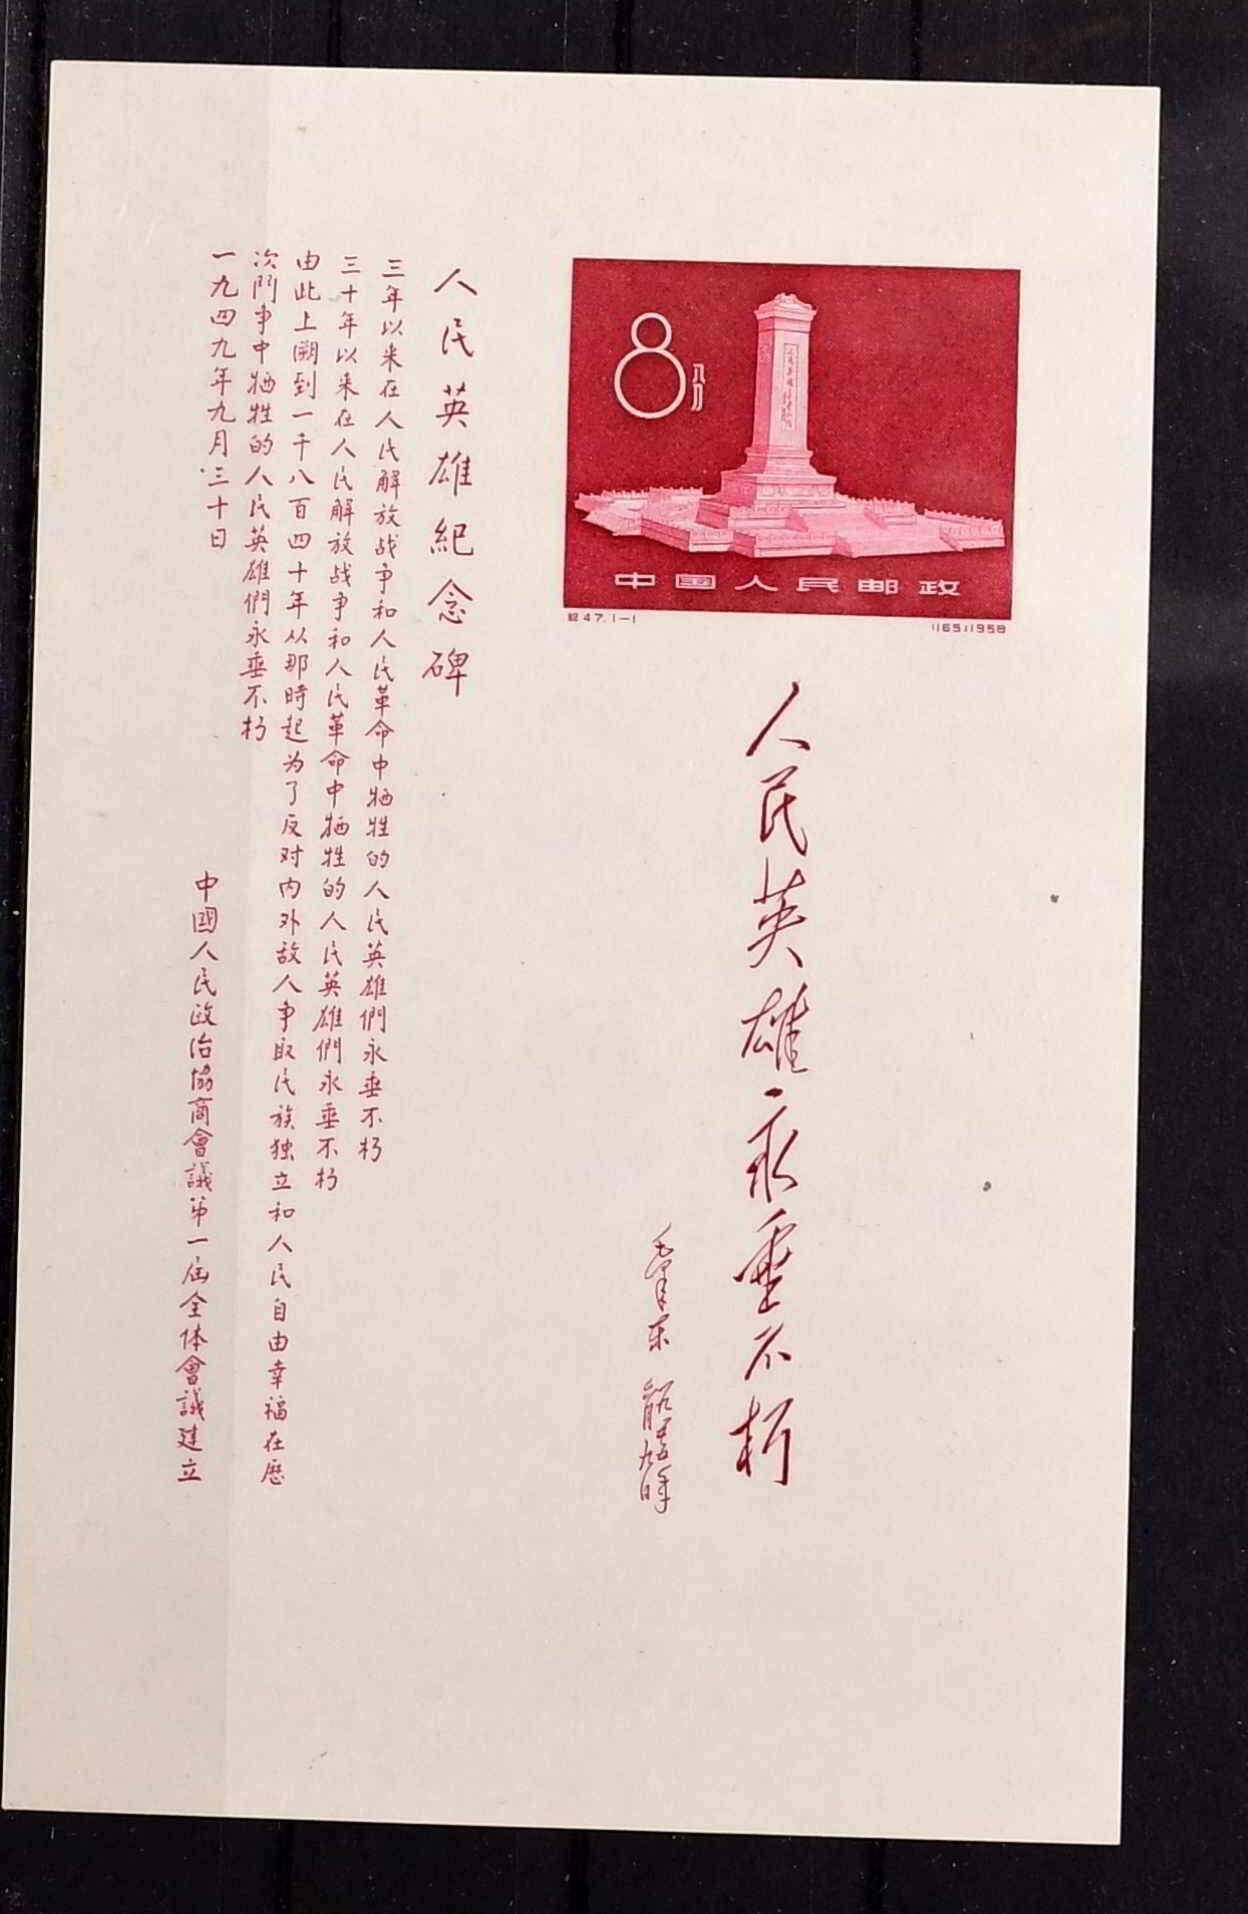 8分
中国人民邮政
紀47.1-1
(165)1958
人民英雄永垂不朽
毛澤东
人民英雄紀念碑
三年以来在人民解放战争和人民革命中牺牲的人民英雄們永垂不朽
三十年以来在人民解放战争和人民革命中牺牲的人民英雄們永垂不朽
由此上溯到一千八百四十年从那時起为了反对内外敌人争取民族独立和人民自由幸福在歷
次鬥争中牺牲的人民英雄們永垂不朽
一九四九年九月三十日
中國人民政治協商會議第一届全体會議建立